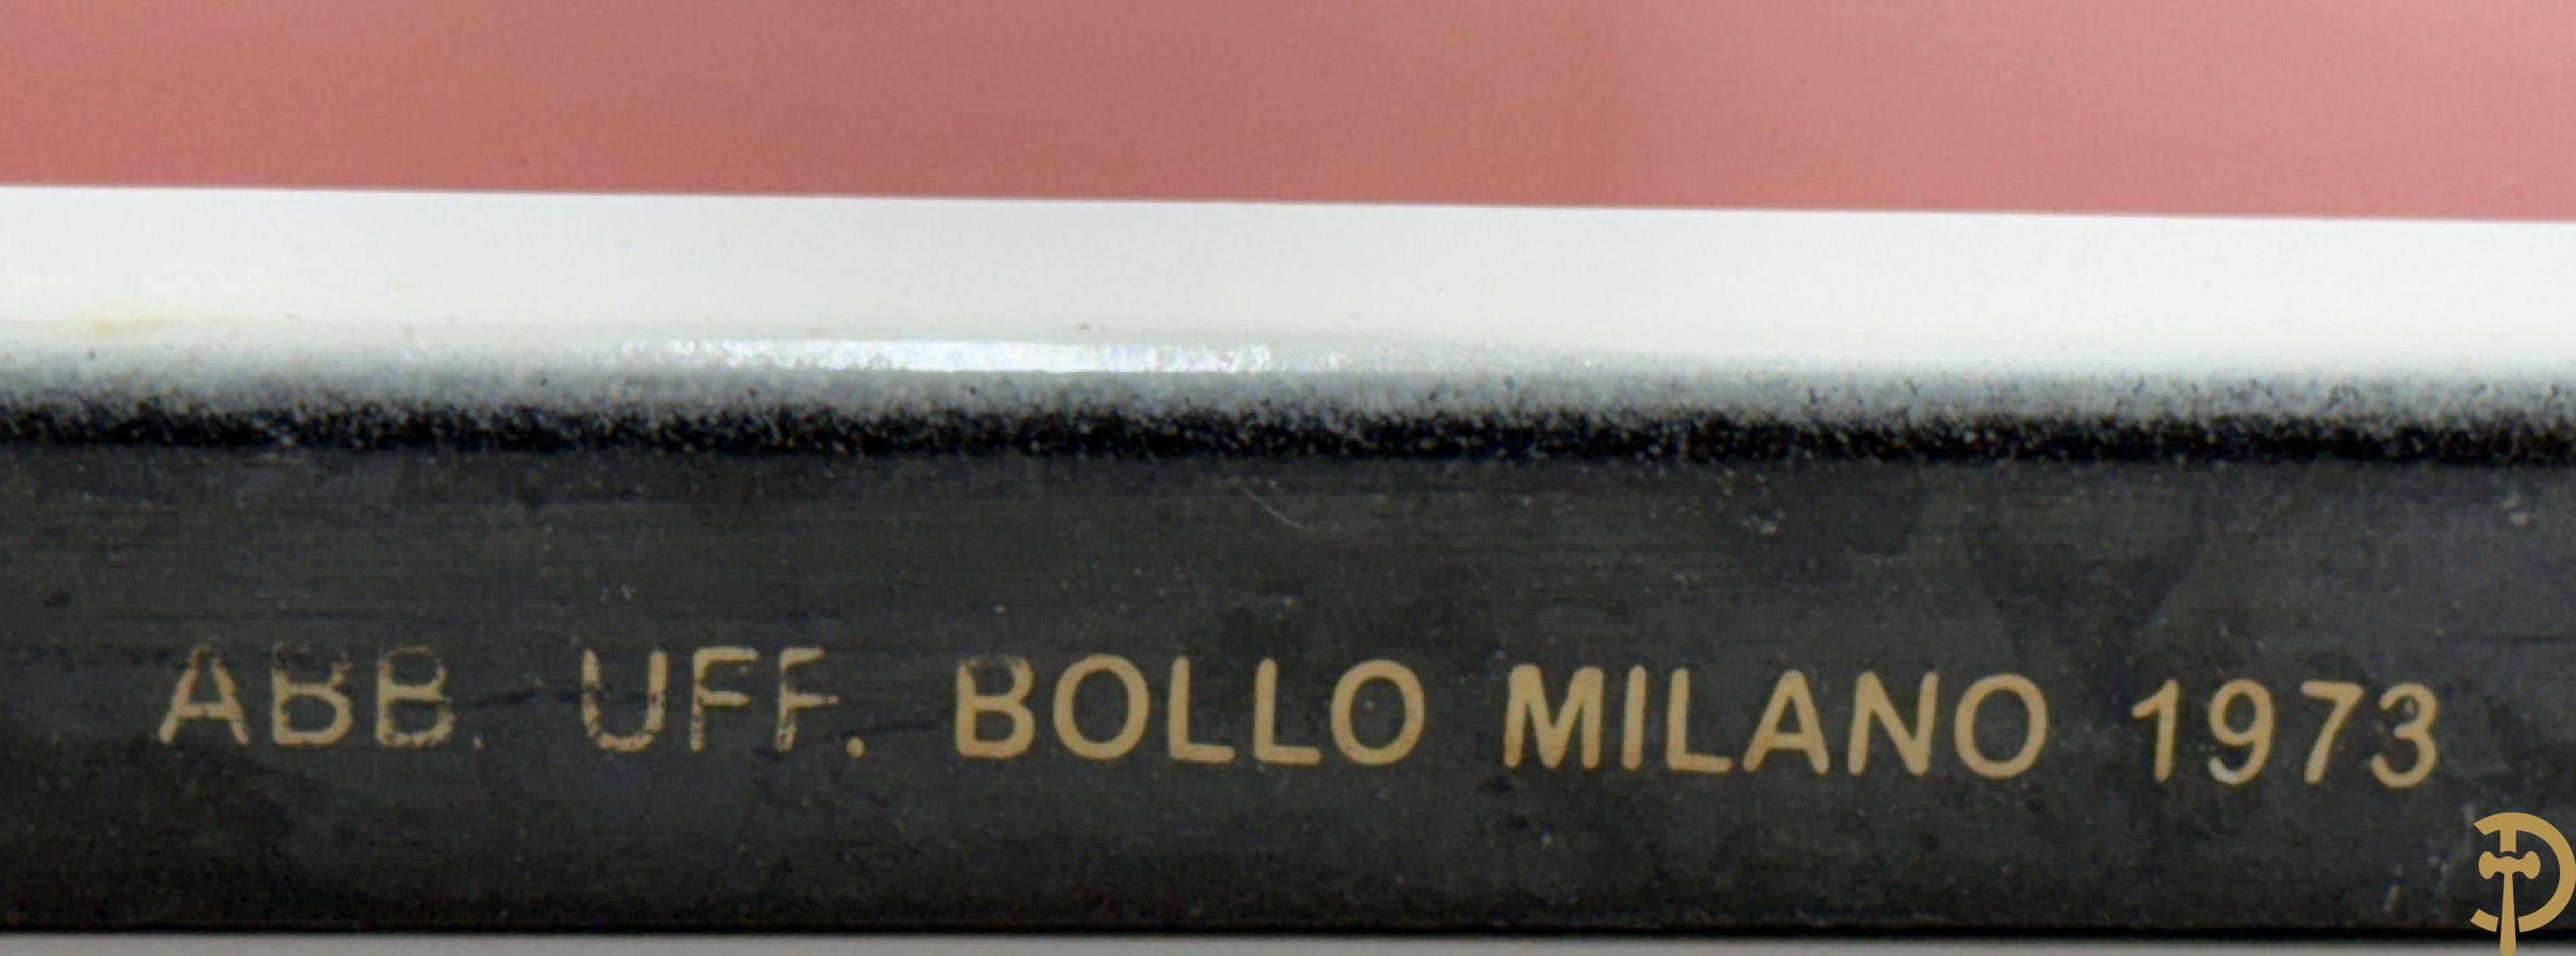 ABB. UFF. BOLLO MILANO 1973